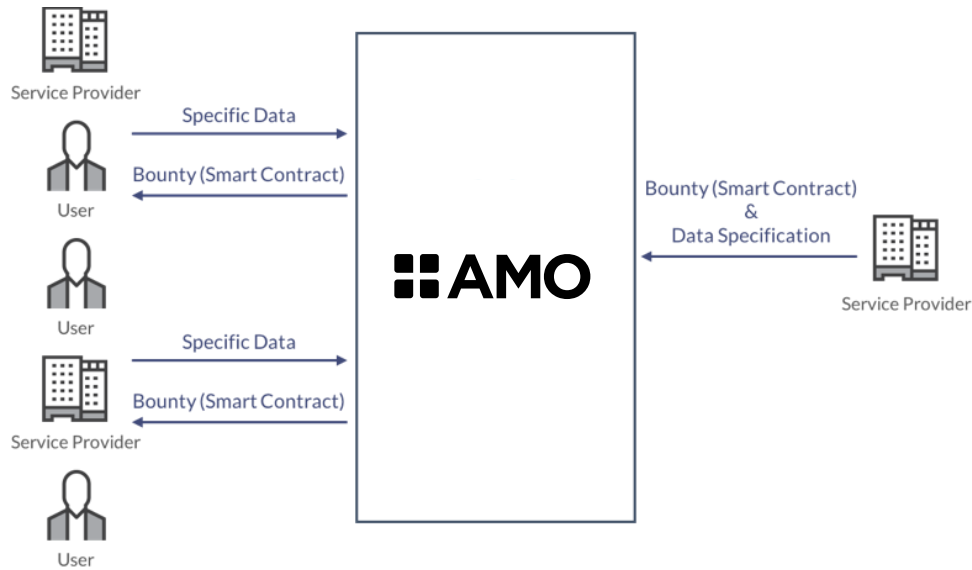 Service Provider
Specific Data
Bounty (Smart Contract)
User
User
Specific Data
Bounty (Smart Contract)
Service Provider
User
AMO
Bounty (Smart Contract)
&
Data Specification
Service Provider